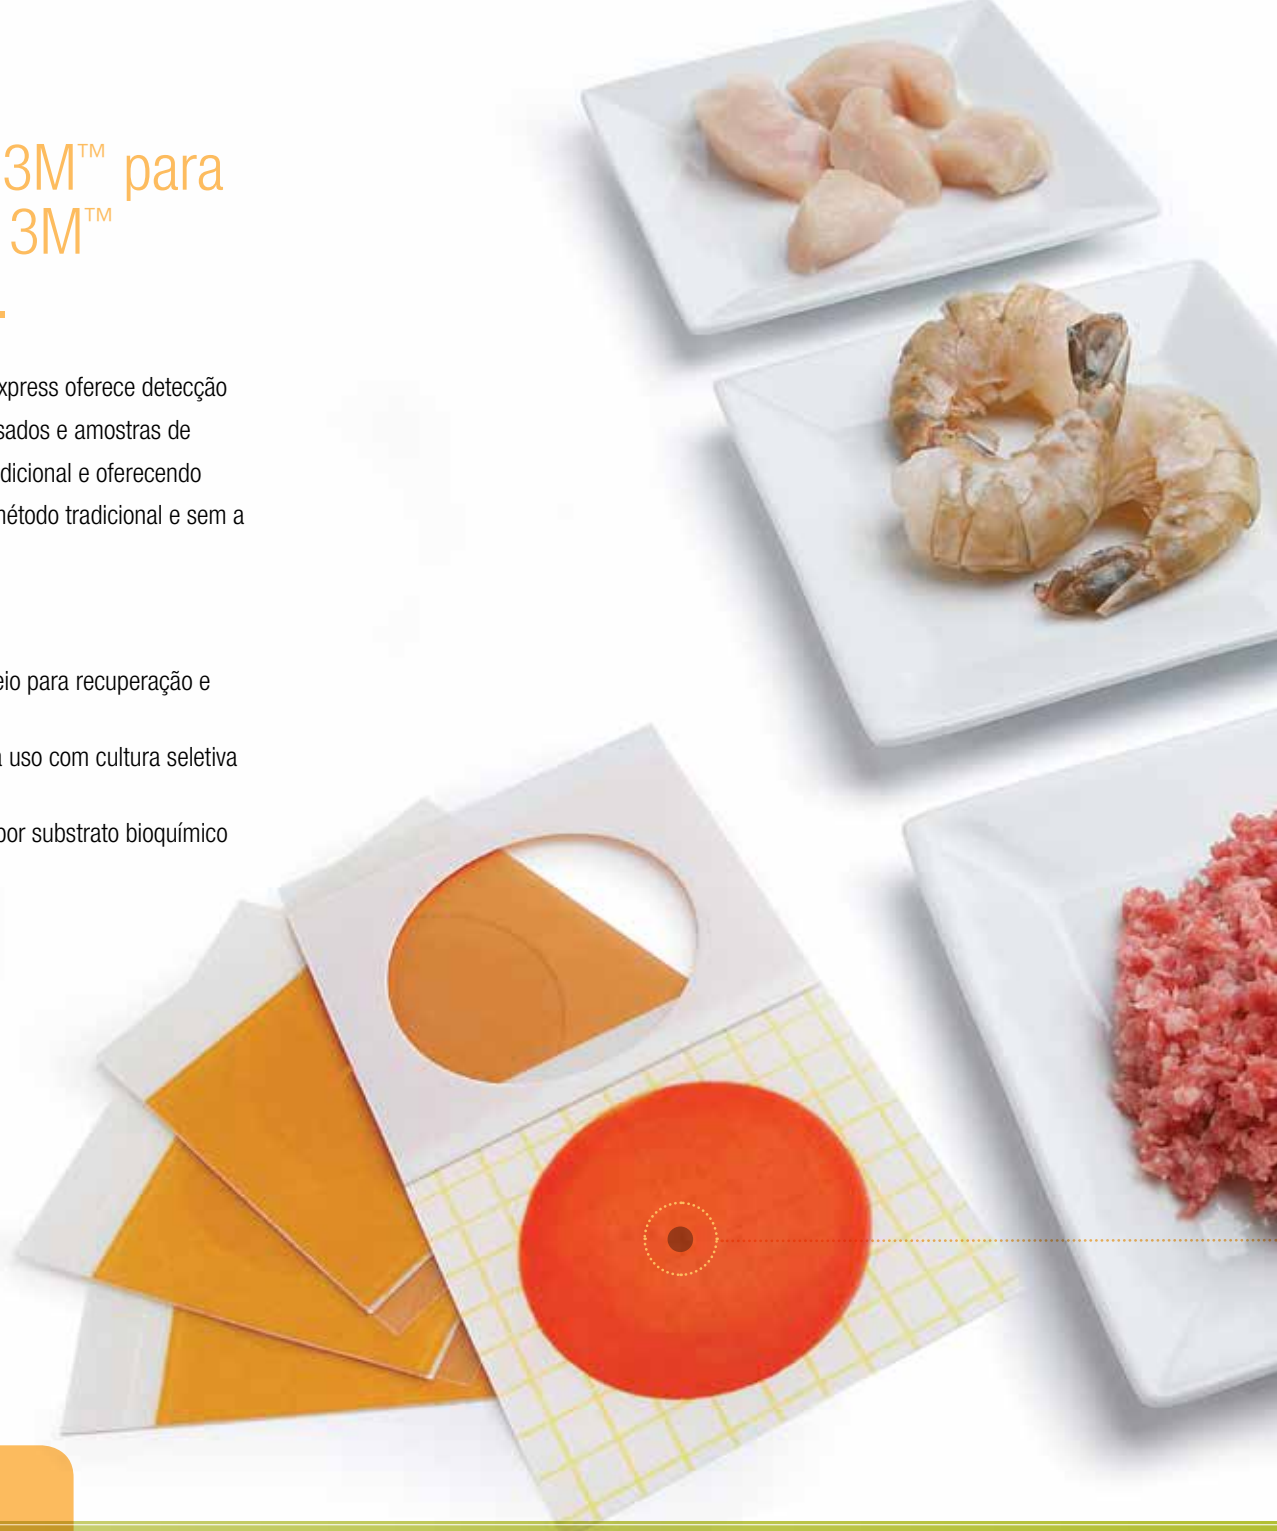 3M™ para
3M™
xpress oferece detecção
sados e amostras de
dicional e oferecendo
nétodo tradicional e sem a
eio para recuperação e
a uso com cultura seletiva
por substrato bioquímico